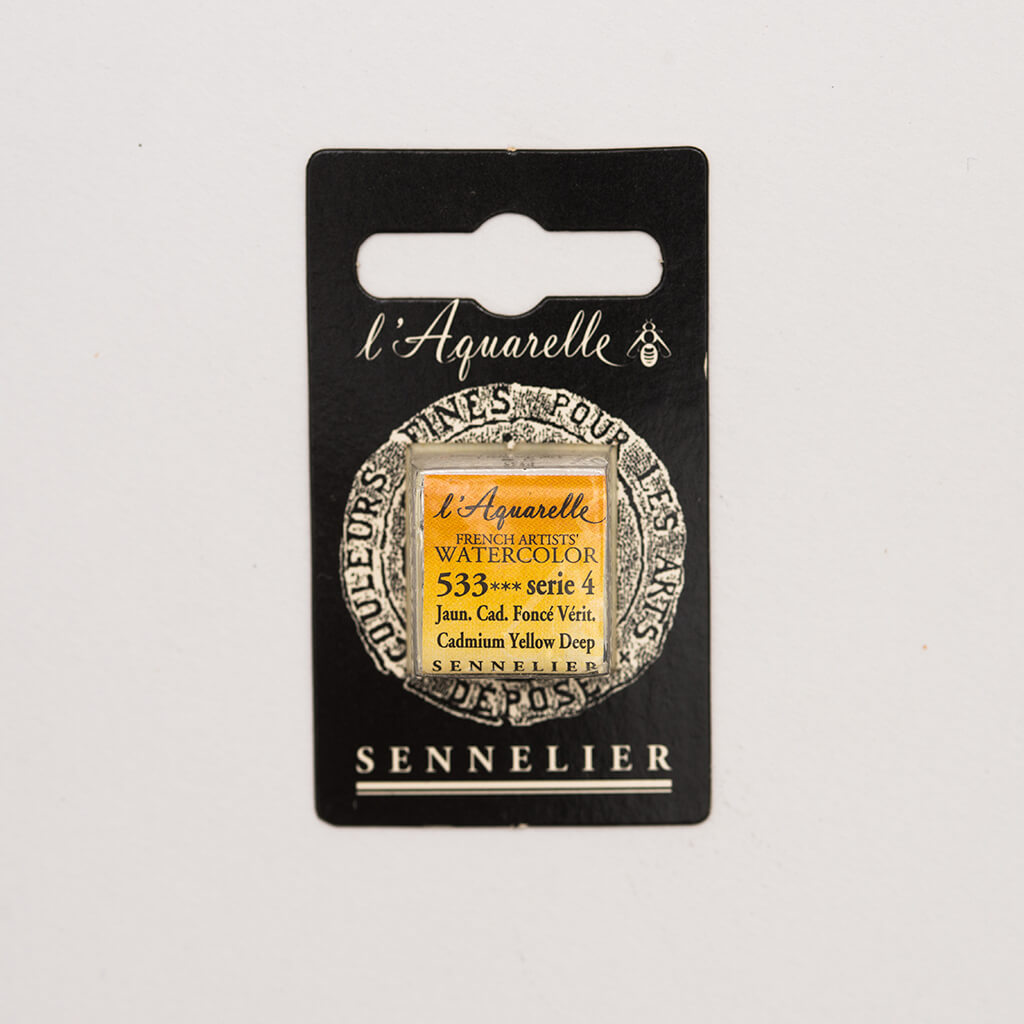 l'Aquarelle
COULEURS FINES POUR LES ARTS
DÉPOSÉ
l'Aquarelle
FRENCH ARTISTS'
WATERCOLOR
533*** serie 4
Jaun. Cad. Foncé Vérit.
Cadmium Yellow Deep
SENNELIER
SENNELIER